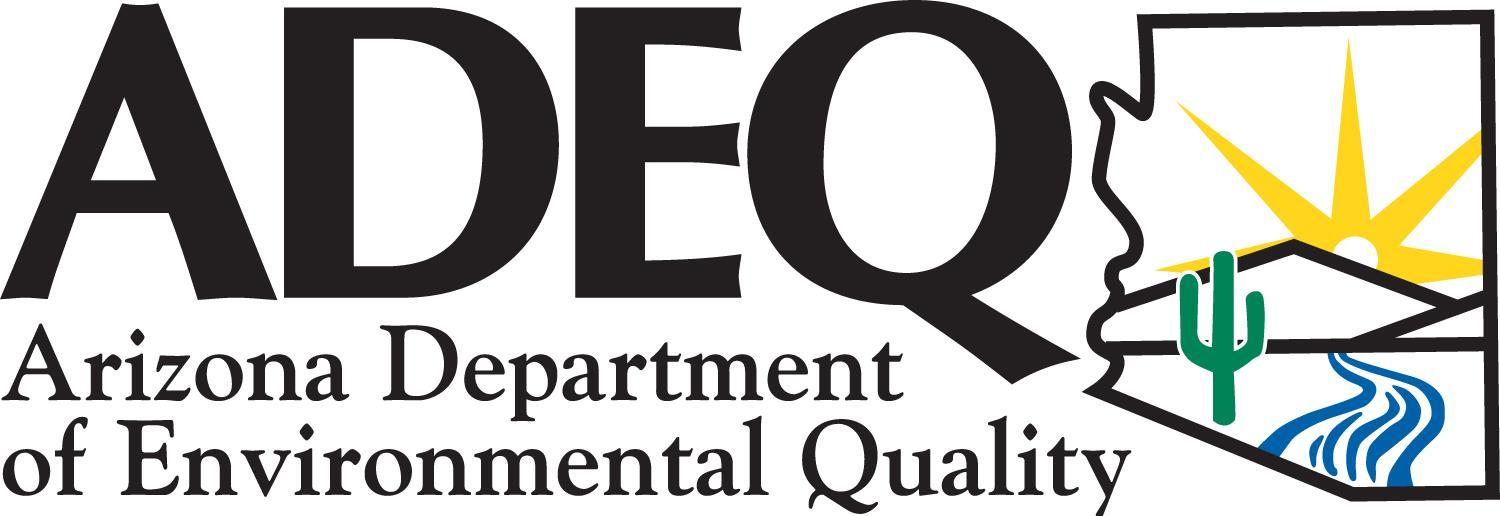 ADEQ
Arizona Department
of Environmental Quality